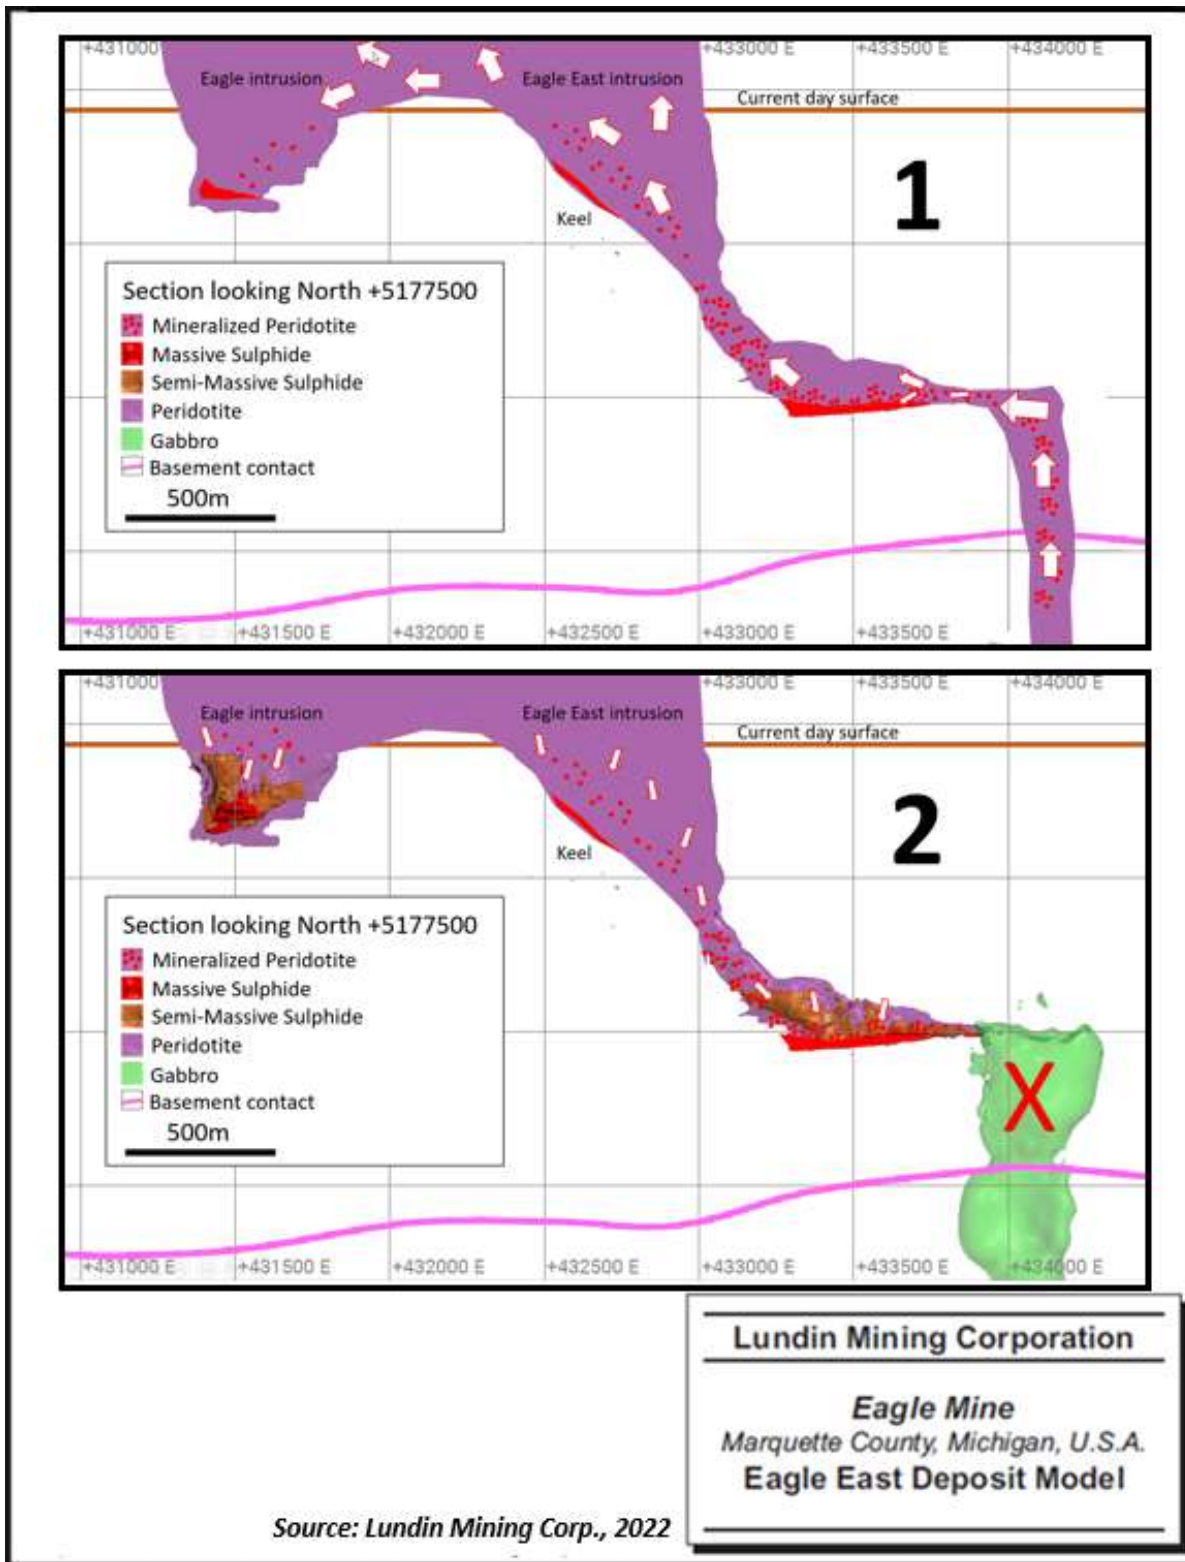 +431000
+433000 E
+433500 E
+434000 E
Eagle intrusion
Eagle East intrusion
Current day surface
1
Keel
Section looking North +5177500
Mineralized Peridotite
Massive Sulphide
Semi-Massive Sulphide
Peridotite
Gabbro
Basement contact
500m
+431000 E
+431500 E
+432000 E
+432500 E
+433000 E
+433500 E
+434000 E
+431000
+433000 E
+433500 E
+434000 E
Eagle intrusion
Eagle East intrusion
Current day surface
2
Keel
Section looking North +5177500
Mineralized Peridotite
Massive Sulphide
Semi-Massive Sulphide
Peridotite
Gabbro
Basement contact
500m
X
+431000 E
+431500 E
+432000 E
+432500 E
+433000 E
+433500 E
+434000 E
Lundin Mining Corporation
Eagle Mine
Marquette County, Michigan, U.S.A.
Eagle East Deposit Model
Source: Lundin Mining Corp., 2022